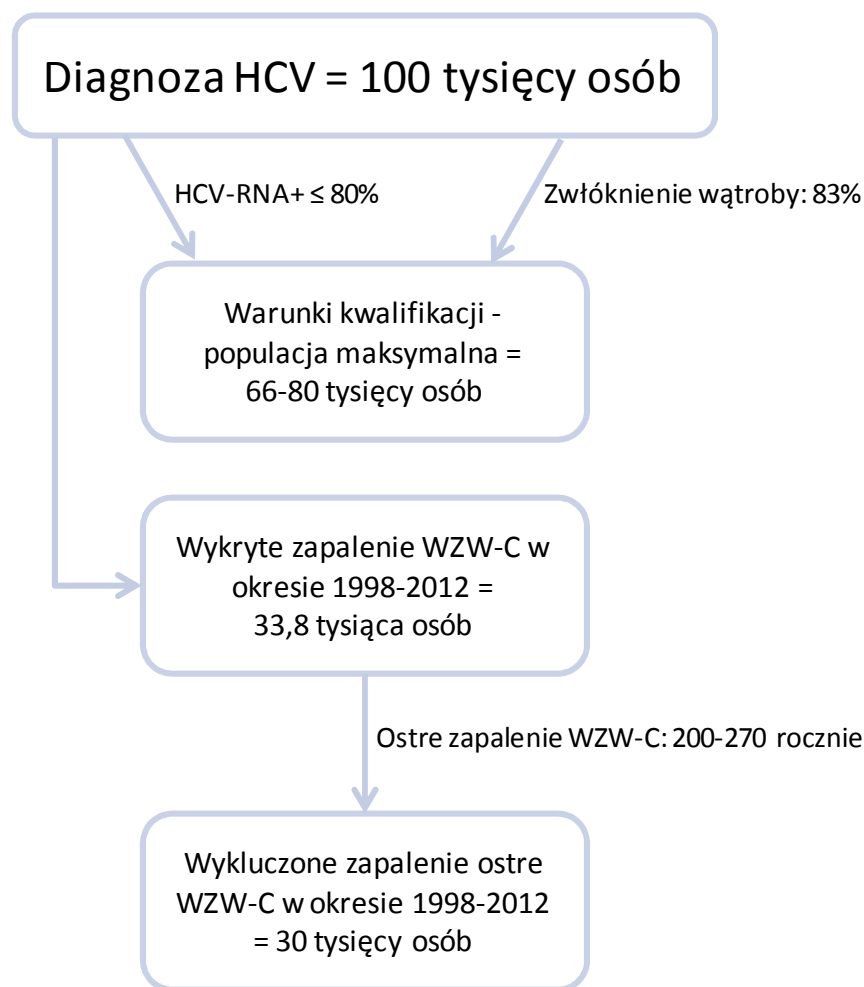 Diagnoza HCV = 100 tysięcy osób
HCV-RNA+ ≤ 80%
Zwłóknienie wątroby: 83%
Warunki kwalifikacji -
populacja maksymalna =
66-80 tysięcy osób
Wykryte zapalenie WZW-C w
okresie 1998-2012 =
33,8 tysiąca osób
Ostre zapalenie WZW-C: 200-270 rocznie
Wykluczone zapalenie ostre
WZW-C w okresie 1998-2012
= 30 tysięcy osób